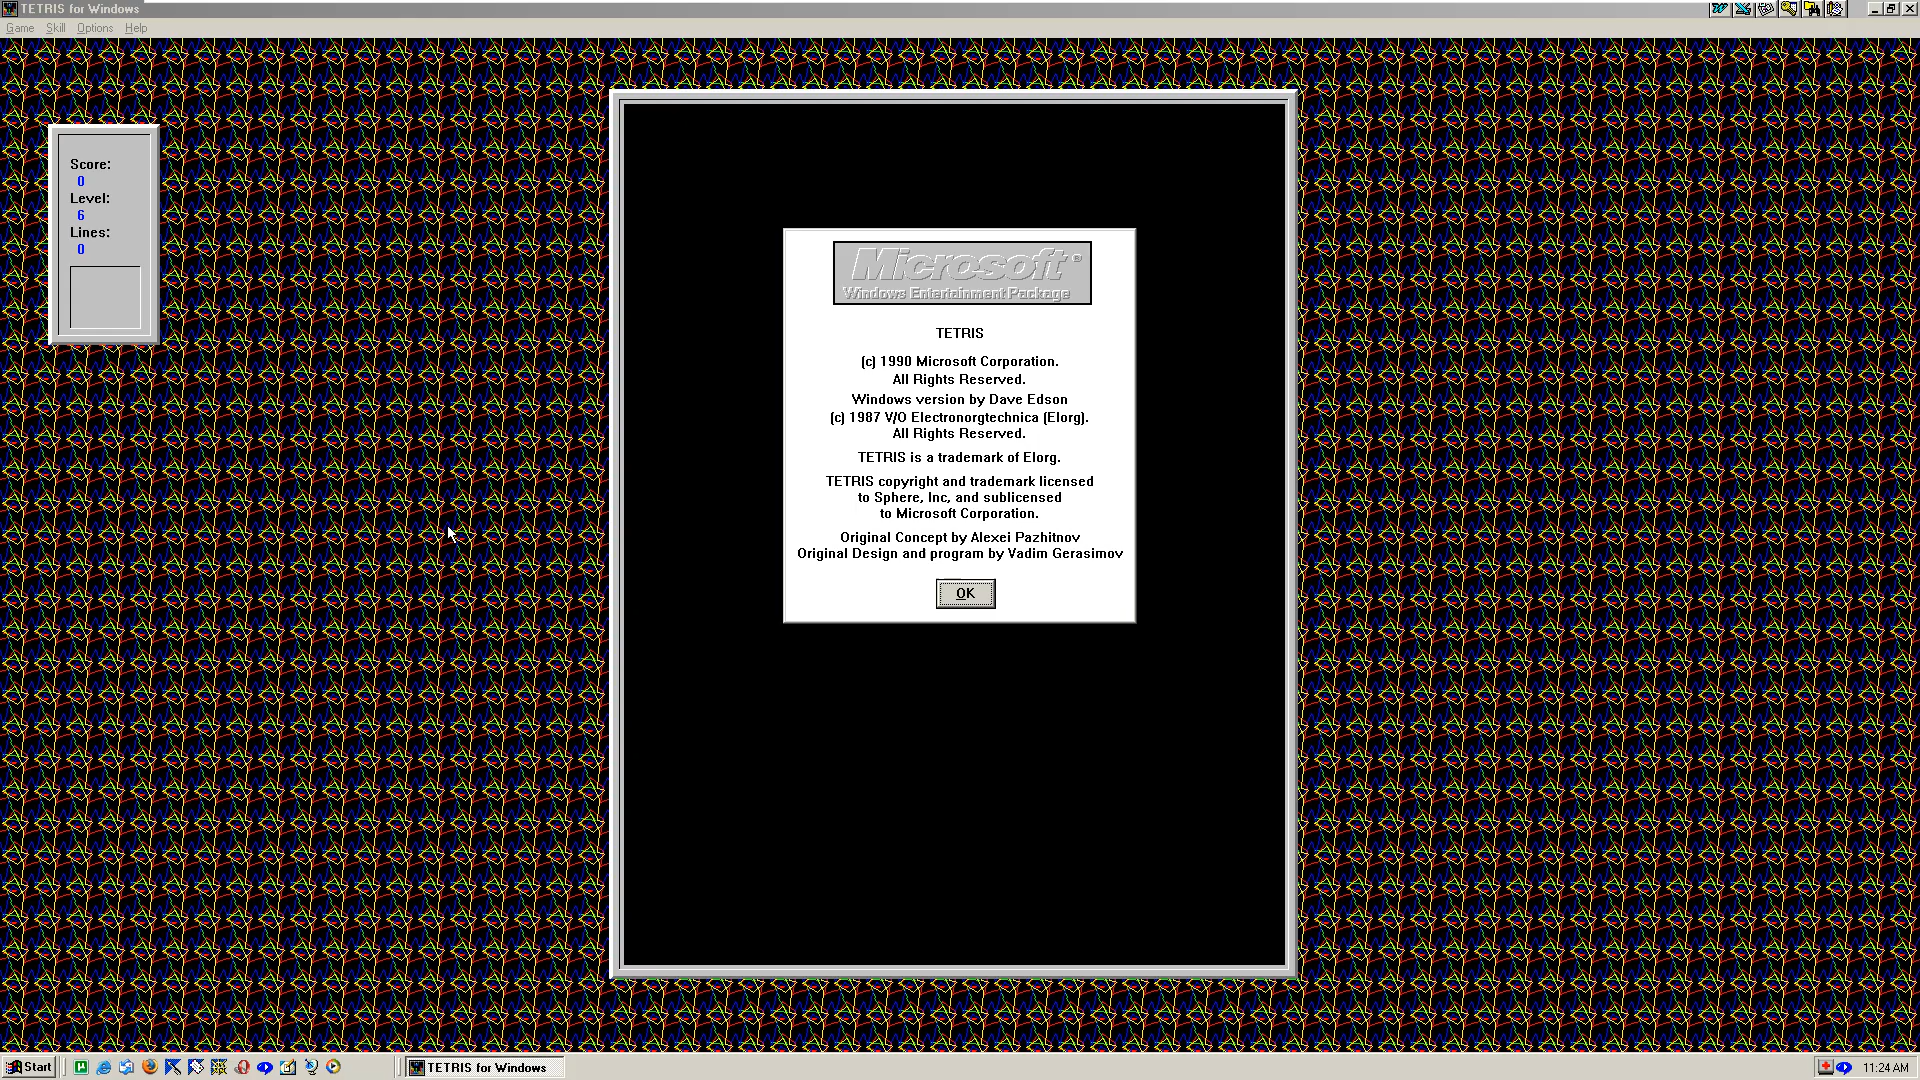 TETRIS for Windows
Game Skill Options Help
Score:
0
Level:
6
Lines:
0
Microsoft®
Windows Entertainment Package
TETRIS
(c) 1990 Microsoft Corporation.
All Rights Reserved.
Windows version by Dave Edson
(c) 1987 V/O Electronorgtechnica (Elorg).
All Rights Reserved.
TETRIS is a trademark of Elorg.
TETRIS copyright and trademark licensed
to Sphere, Inc, and sublicensed
to Microsoft Corporation.
Original Concept by Alexei Pazhitnov
Original Design and program by Vadim Gerasimov
OK
Start TETRIS for Windows 11:24 AM